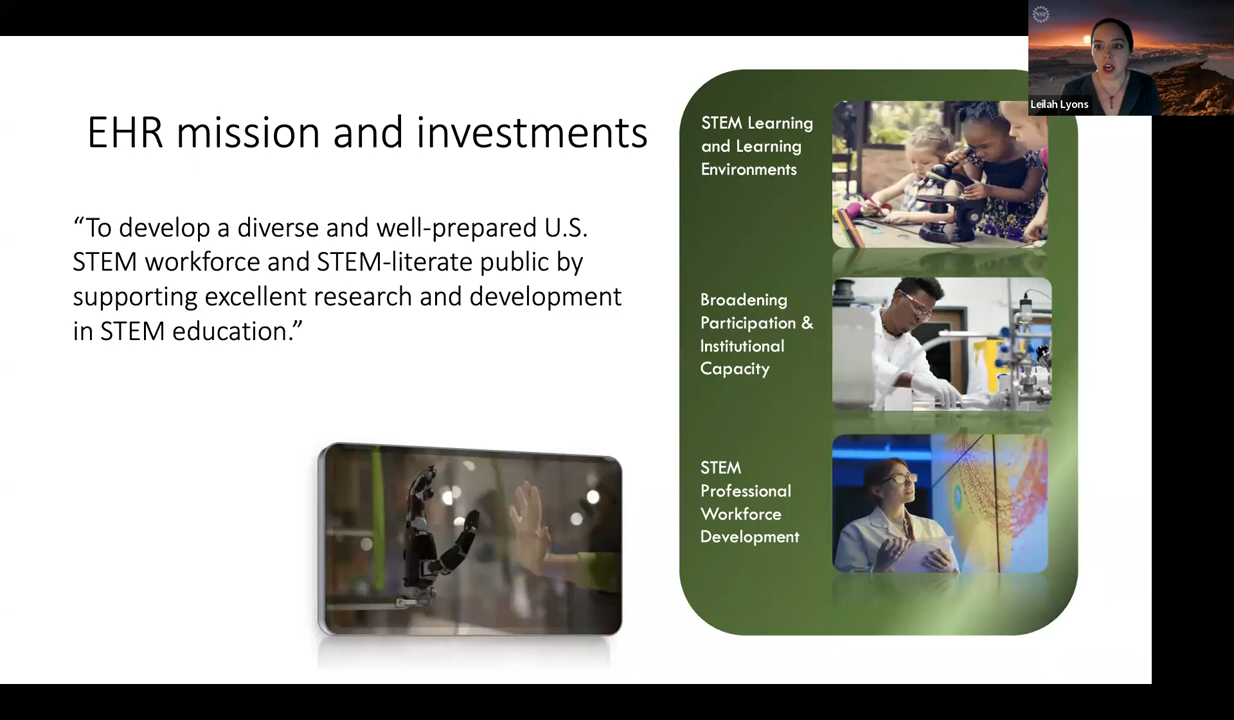 EHR mission and investments
“To develop a diverse and well-prepared U.S.
STEM workforce and STEM-literate public by
supporting excellent research and development
in STEM education.”
STEM Learning
and Learning
Environments
Broadening
Participation &
Institutional
Capacity
STEM
Professional
Workforce
Development
NSF
Leilah Lyons